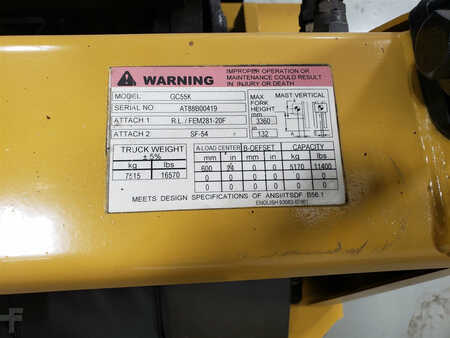 WARNING
IMPROPER OPERATION OR
MAINTENANCE COULD RESULT
IN INJURY OR DEATH
MODEL GC55K
SERIAL NO AT88B00419
ATTACH 1 R.L./FEM281-20F
ATTACH 2 SF-54
MAX FORK HEIGHT MAST VERTICAL
mm
3360
in
132
TRUCK WEIGHT ± 5%
kg lbs
7515 16570
A-LOAD CENTER B-OFFSET CAPACITY
mm in mm in kg lbs
600 24 0 0 5170 11400
0 0 0 0 0 0
0 0 0 0 0 0
MEETS DESIGN SPECIFICATIONS OF ANSI/ITSDF B56.1
ENGLISH
F